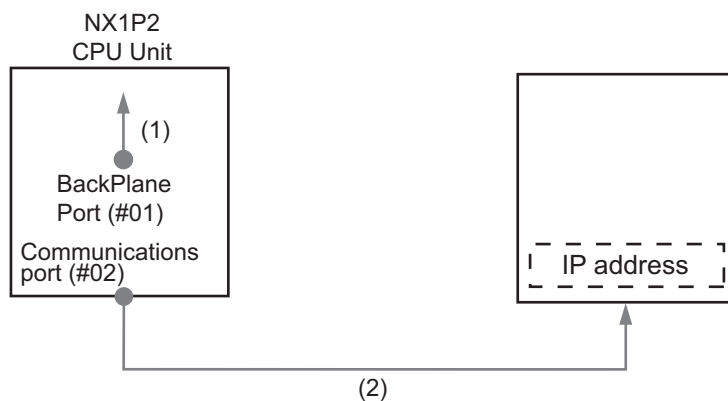 NX1P2
CPU Unit
(1)
BackPlane
Port (#01)
Communications
port (#02)
IP address
(2)